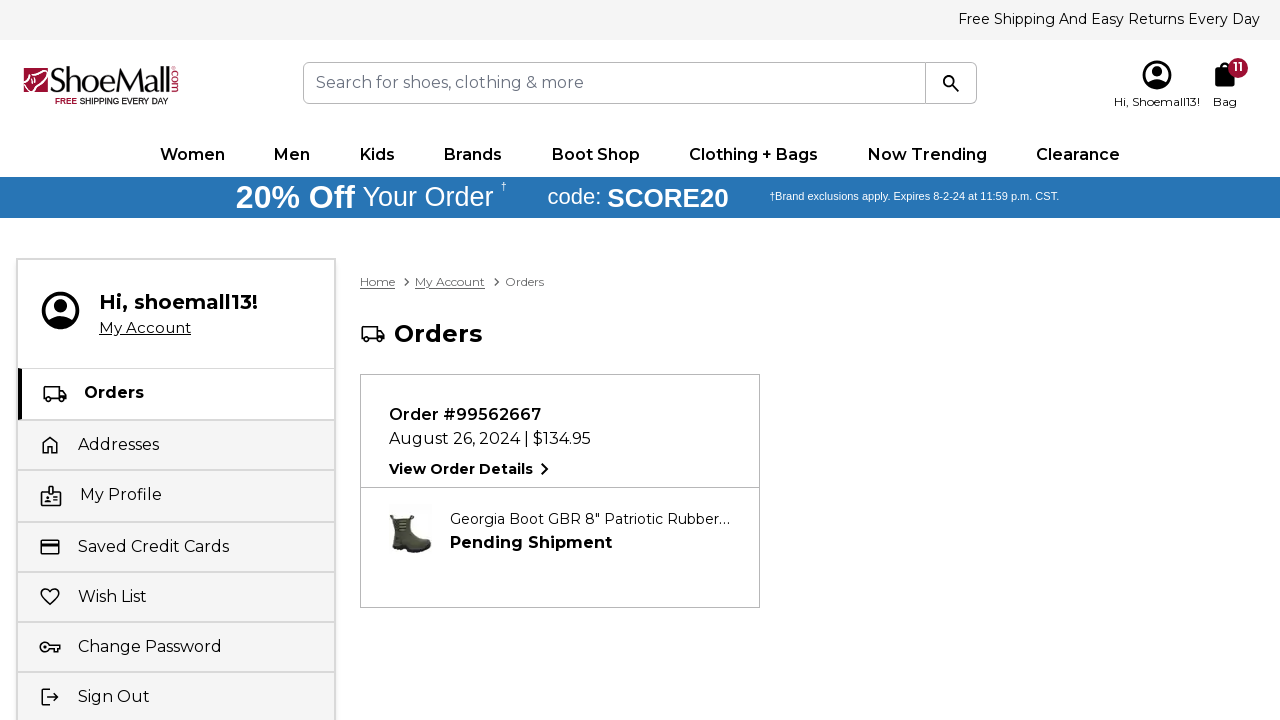 Free Shipping And Easy Returns Every Day
ShoeMall.com
FREE SHIPPING EVERY DAY
Search for shoes, clothing & more
11
Hi, Shoemall13!
Bag
Women
Men
Kids
Brands
Boot Shop
Clothing + Bags
Now Trending
Clearance
20% Off Your Order † code: SCORE20 †Brand exclusions apply. Expires 8-2-24 at 11:59 p.m. CST.
Hi, shoemall13!
My Account
Orders
Addresses
My Profile
Saved Credit Cards
Wish List
Change Password
Sign Out
Home > My Account > Orders
Orders
Order #99562667
August 26, 2024 | $134.95
View Order Details
Georgia Boot GBR 8" Patriotic Rubber...
Pending Shipment